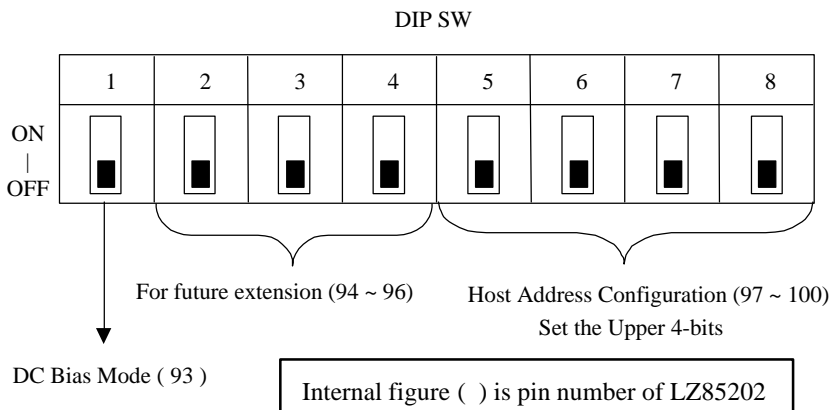 DIP SW
1 2 3 4 5 6 7 8
ON
|
OFF
For future extension (94 ~ 96)
Host Address Configuration (97 ~ 100)
Set the Upper 4-bits
DC Bias Mode ( 93 )
Internal figure ( ) is pin number of LZ85202